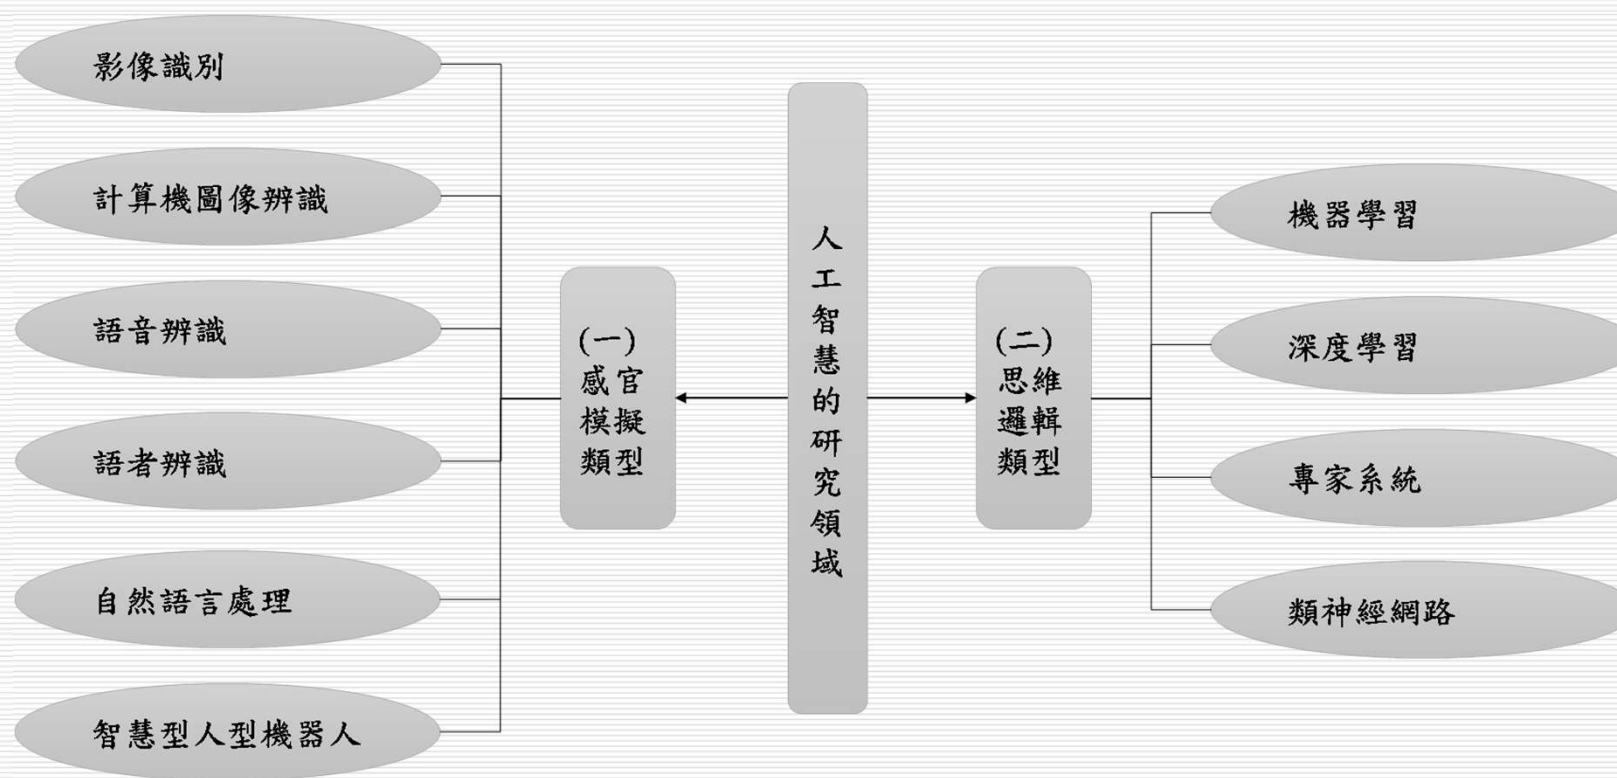 影像識別
計算機圖像辨識
語音辨識
語者辨識
自然語言處理
智慧型人型機器人
(一)
感官
模擬
類型
人工智慧的研究領域
(二)
思維
邏輯
類型
機器學習
深度學習
專家系統
類神經網路